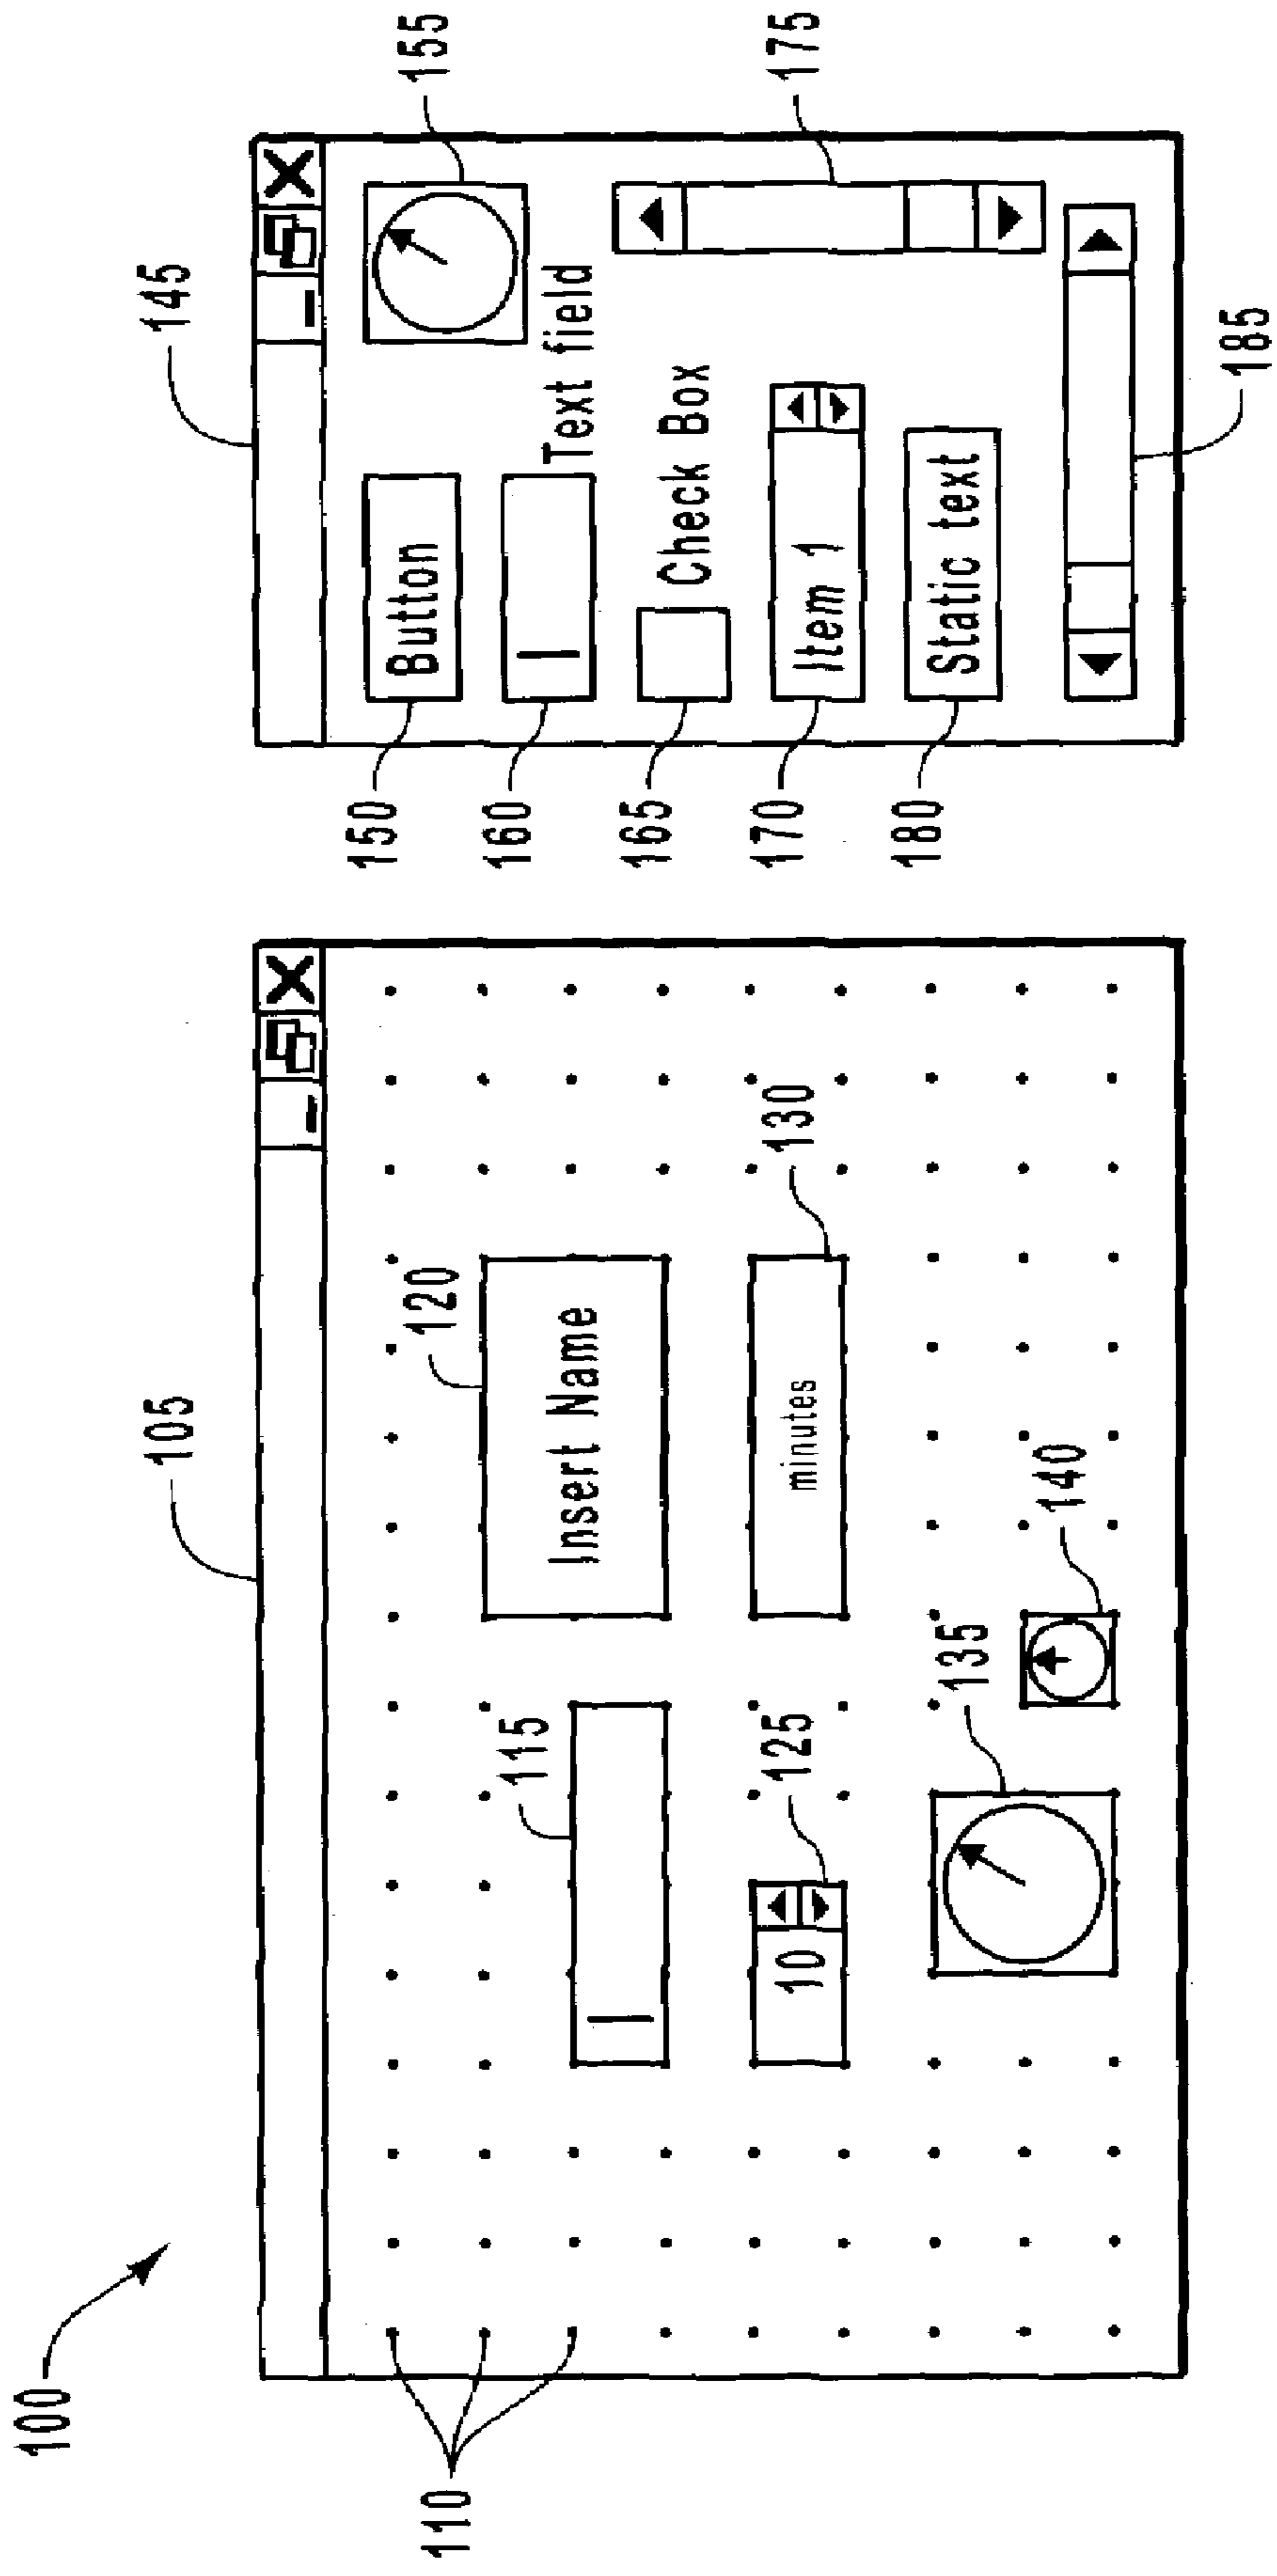 100
105
145
110
115
120
Insert Name
125
10
130
minutes
135
140
150
Button
155
160
Text field
165
Check Box
170
Item 1
175
180
Static text
185